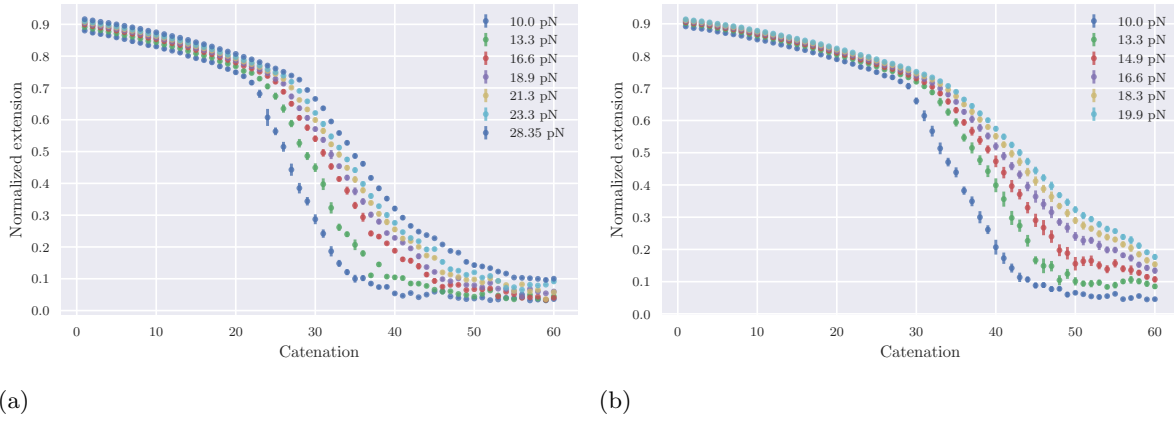 0.9
0.8
0.7
0.6
0.5
0.4
0.3
0.2
0.1
0.0
Normalized extension
0
10
20
30
40
50
60
Catenation
10.0 pN
13.3 pN
16.6 pN
18.9 pN
21.3 pN
23.3 pN
28.35 pN
(a)
0.9
0.8
0.7
0.6
0.5
0.4
0.3
0.2
0.1
0.0
Normalized extension
0
10
20
30
40
50
60
Catenation
10.0 pN
13.3 pN
14.9 pN
16.6 pN
18.3 pN
19.9 pN
(b)